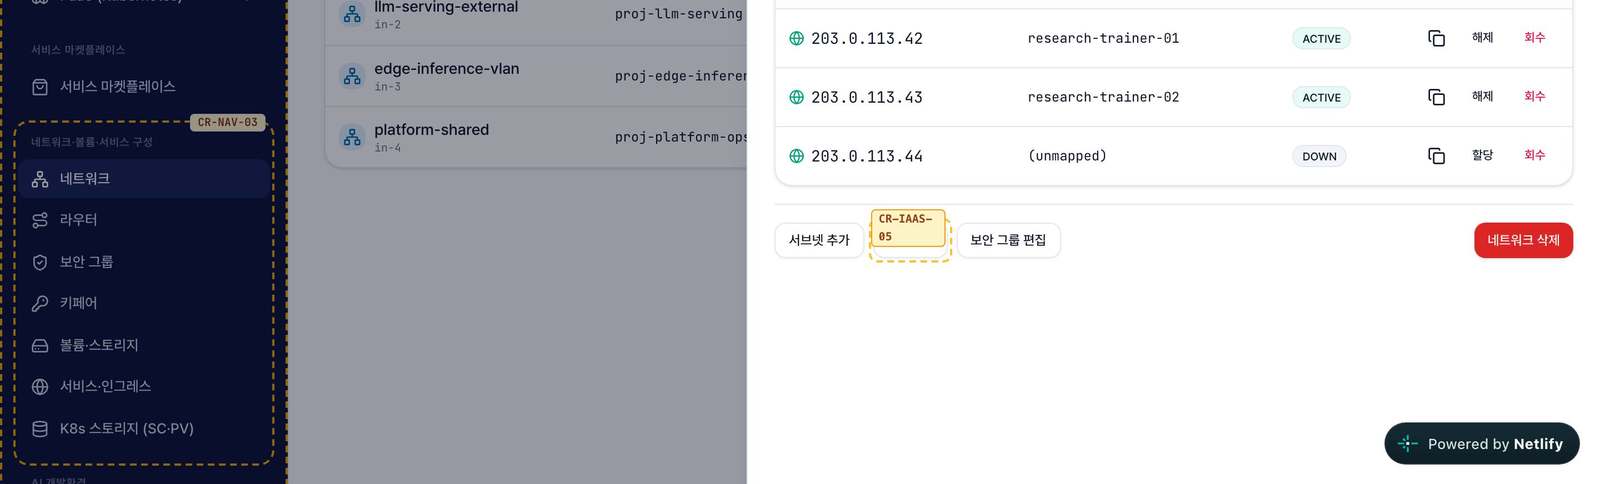 서비스 마켓플레이스
서비스 마켓플레이스
CR-NAV-03
네트워크·볼륨·서비스 구성
네트워크
라우터
보안 그룹
키페어
볼륨·스토리지
서비스·인그레스
K8s 스토리지 (SC·PV)
llm-serving-external
in-2
proj-llm-serving
edge-inference-vlan
in-3
proj-edge-inferen
platform-shared
in-4
proj-platform-ops
203.0.113.42 research-trainer-01 ACTIVE 해제 회수
203.0.113.43 research-trainer-02 ACTIVE 해제 회수
203.0.113.44 (unmapped) DOWN 할당 회수
서브넷 추가
CR-IAAS-
05
보안 그룹 편집
네트워크 삭제
Powered by Netlify